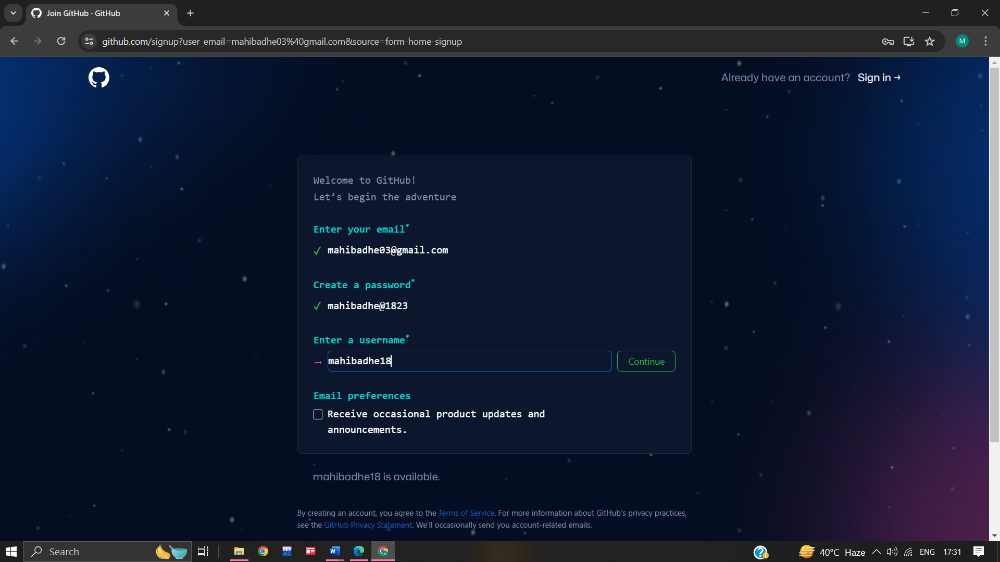 Join GitHub · GitHub
github.com/signup?user_email=mahibadhe03%40gmail.com&source=form-home-signup
M
Already have an account? Sign in →
Welcome to GitHub!
Let’s begin the adventure
Enter your email*
✓ mahibadhe03@gmail.com
Create a password*
✓ mahibadhe@1823
Enter a username*
→ mahibadhe18
Continue
Email preferences
Receive occasional product updates and
announcements.
mahibadhe18 is available.
By creating an account, you agree to the Terms of Service. For more information about GitHub's privacy practices,
see the GitHub Privacy Statement. We'll occasionally send you account-related emails.
Search
DEV
W
40°C Haze
ENG
17:31